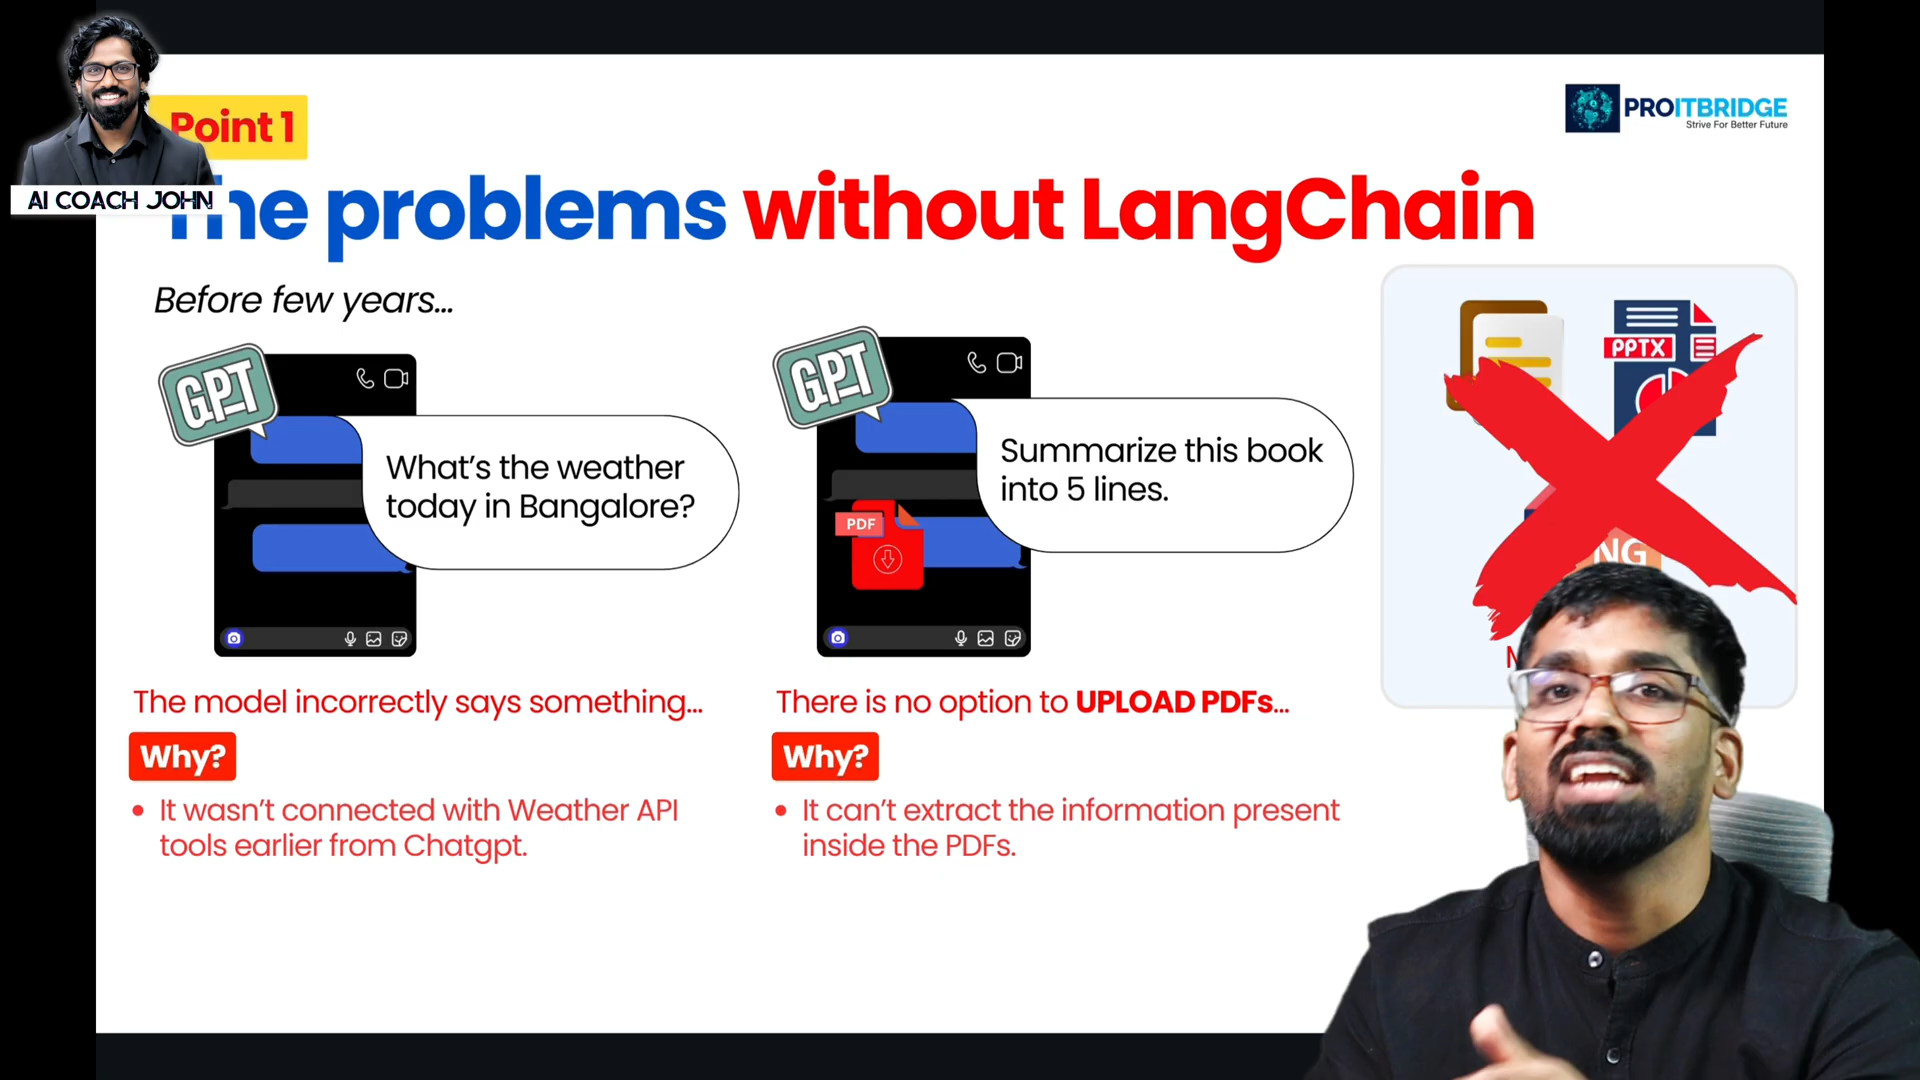 Point 1
AI COACH JOHN
PROITBRIDGE
Strive For Better Future
The problems without LangChain
Before few years...
GPT
What's the weather
today in Bangalore?
GPT
Summarize this book
into 5 lines.
PDF
PPTX
NG
The model incorrectly says something...
Why?
• It wasn't connected with Weather API
tools earlier from Chatgpt.
There is no option to UPLOAD PDFs...
Why?
• It can't extract the information present
inside the PDFs.